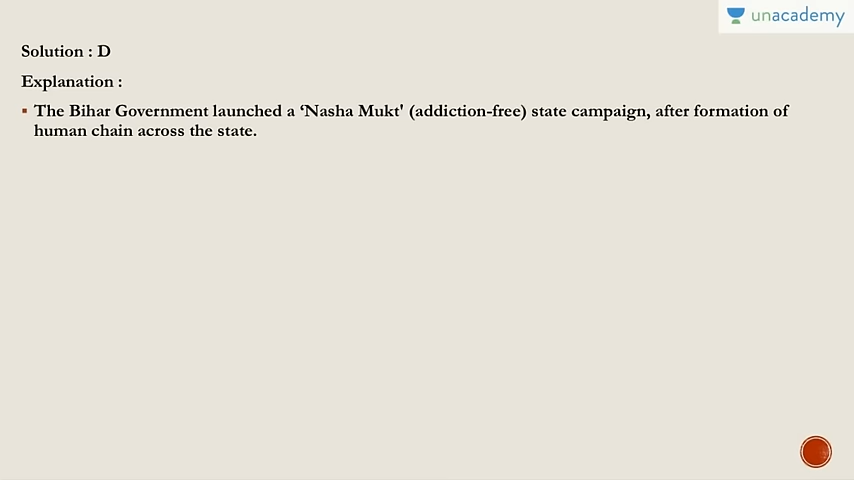 unacademy
Solution : D
Explanation :
▪ The Bihar Government launched a ‘Nasha Mukt' (addiction-free) state campaign, after formation of
human chain across the state.